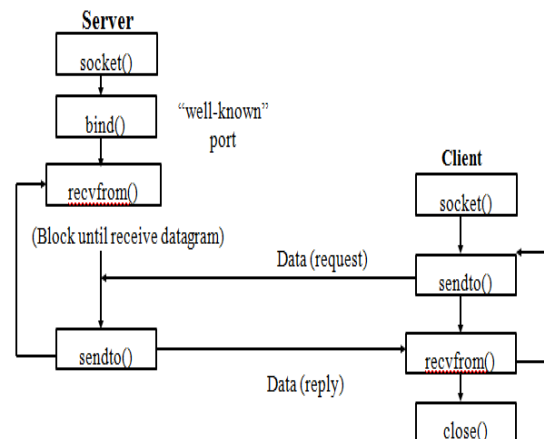 Server
socket()
bind()
“well-known”
port
recvfrom()
(Block until receive datagram)
sendto()
Client
socket()
Data (request)
sendto()
recvfrom()
Data (reply)
close()